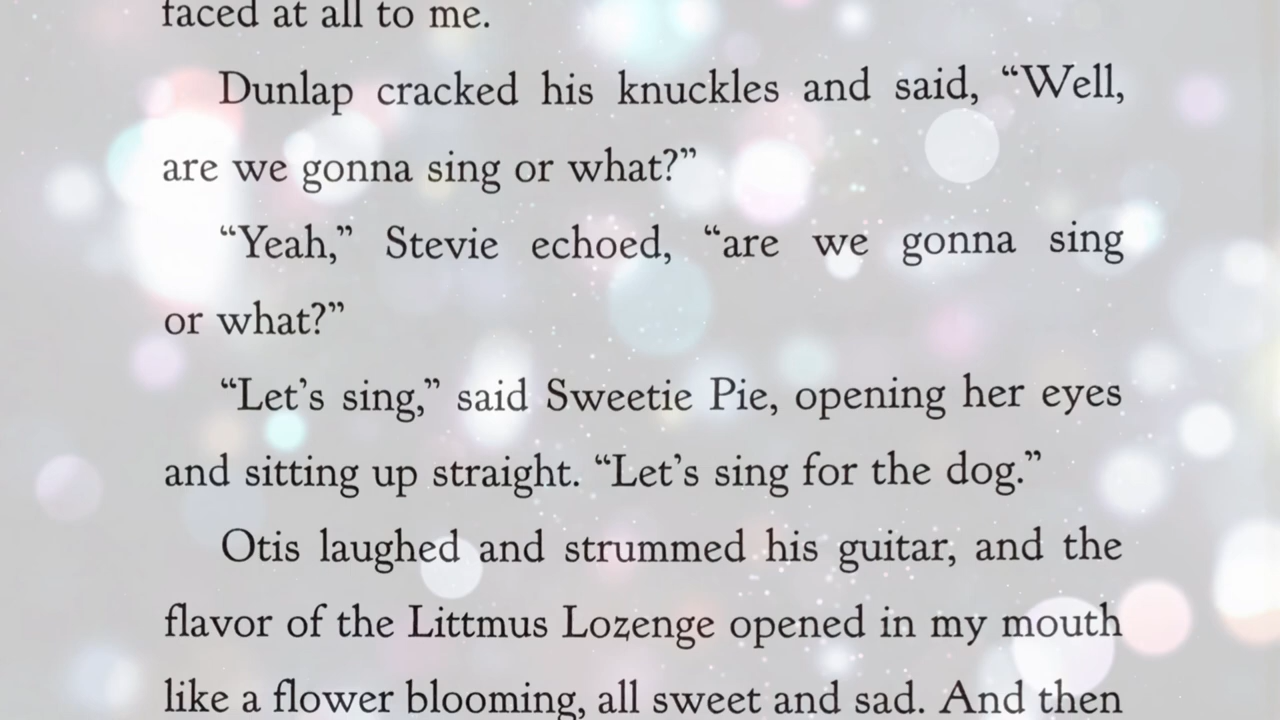 faced at all to me.
Dunlap cracked his knuckles and said, “Well,
are we gonna sing or what?”
“Yeah,” Stevie echoed, “are we gonna sing
or what?”
“Let’s sing,” said Sweetie Pie, opening her eyes
and sitting up straight. “Let’s sing for the dog.”
Otis laughed and strummed his guitar, and the
flavor of the Littmus Lozenge opened in my mouth
like a flower blooming, all sweet and sad. And then